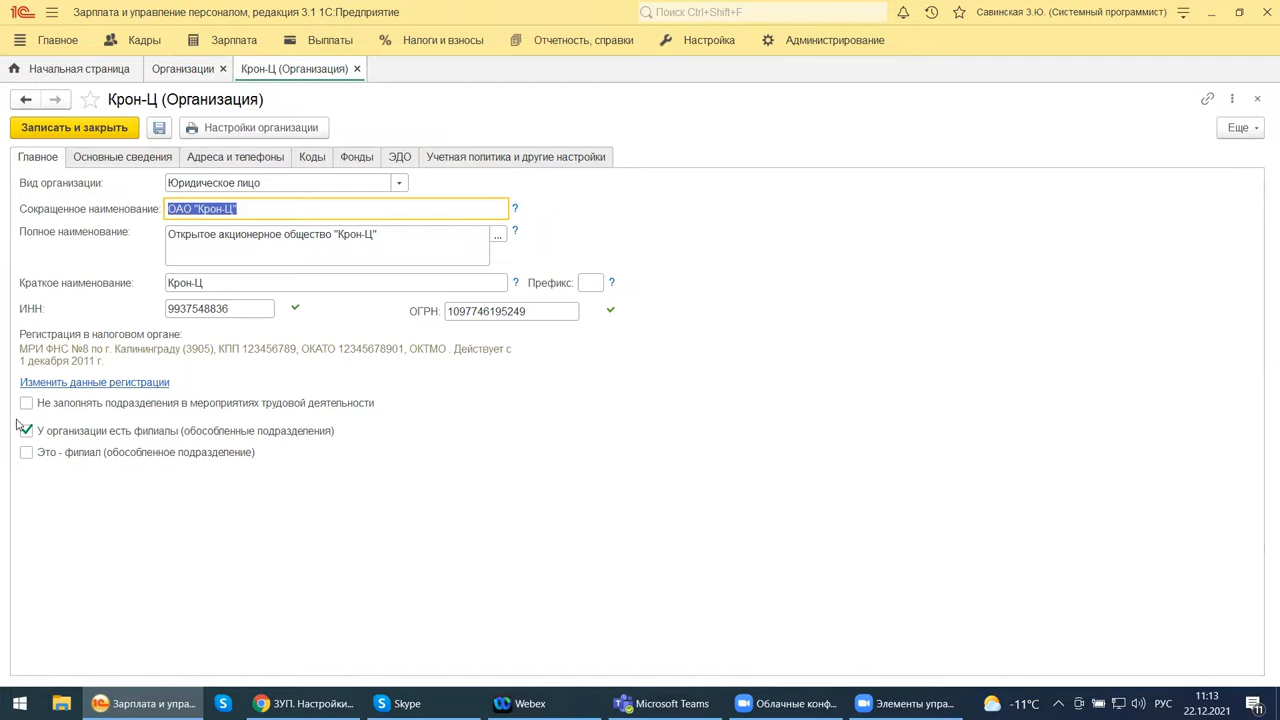 1С Зарплата и управление персоналом, редакция 3.1 1С:Предприятие
Поиск Ctrl+Shift+F
Савинская З.Ю. (Системный программист)
Главное Кадры Зарплата Выплаты % Налоги и взносы Отчетность, справки Настройка Администрирование
Начальная страница Организации × Крон-Ц (Организация) ×
Крон-Ц (Организация)
Записать и закрыть Настройки организации Еще
Главное Основные сведения Адреса и телефоны Коды Фонды ЭДО Учетная политика и другие настройки
Вид организации: Юридическое лицо
Сокращенное наименование: ОАО "Крон-Ц" ?
Полное наименование: Открытое акционерное общество "Крон-Ц" ... ?
Краткое наименование: Крон-Ц ? Префикс: ?
ИНН: 9937548836 ОГРН: 1097746195249
Регистрация в налоговом органе:
МРИ ФНС №8 по г. Калининграду (3905), КПП 123456789, ОКАТО 12345678901, ОКТМО . Действует с
1 декабря 2011 г.
Изменить данные регистрации
Не заполнять подразделения в мероприятиях трудовой деятельности
У организации есть филиалы (обособленные подразделения)
Это - филиал (обособленное подразделение)
Зарплата и упра... ЗУП. Настройки... Skype Webex Microsoft Teams Облачные конф... Элементы упра... -11°C РУС 11:13
22.12.2021 11